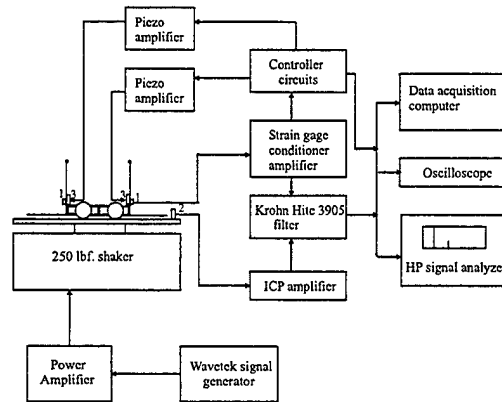 Piezo
amplifier
Piezo
amplifier
Controller
circuits
Data acquisition
computer
Strain gage
conditioner
amplifier
Oscilloscope
1 3
3 1
2
Krohn Hite 3905
filter
250 lbf. shaker
ICP amplifier
HP signal analyzer
Power
Amplifier
Wavetek signal
generator